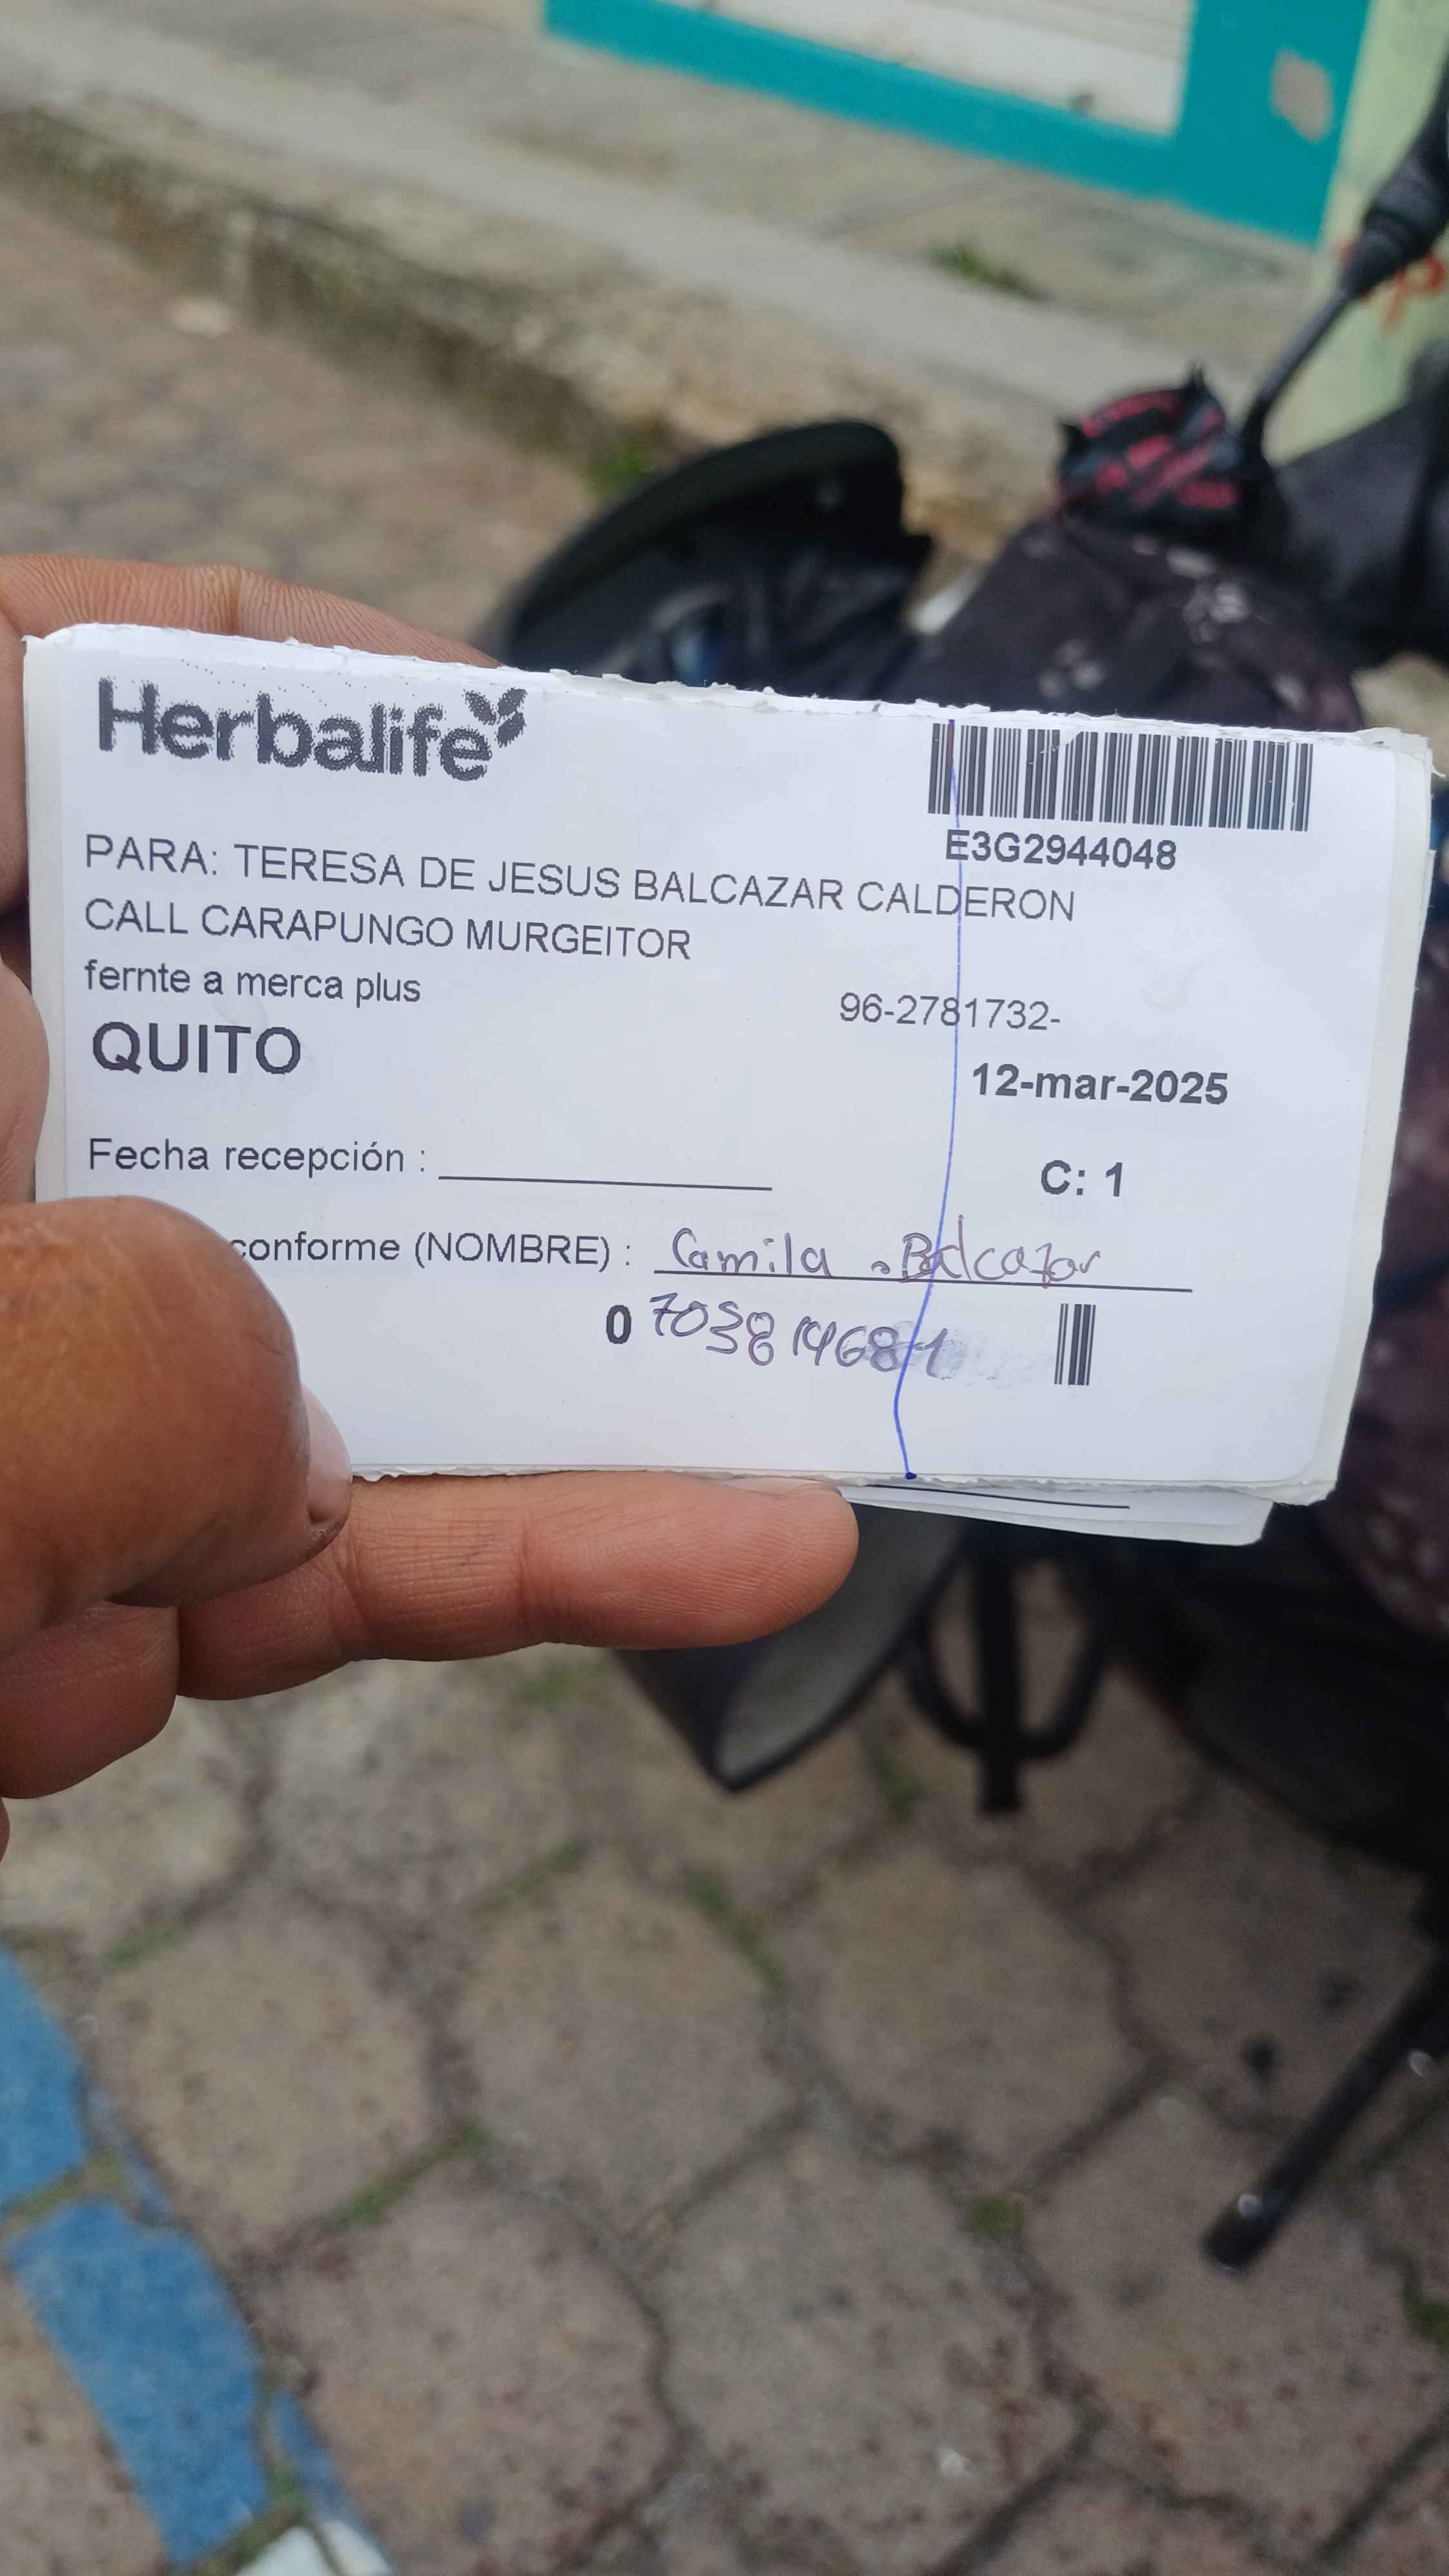 Herbalife
E3G2944048
PARA: TERESA DE JESUS BALCAZAR CALDERON
CALL CARAPUNGO MURGEITOR
fernte a merca plus
96-2781732-
QUITO
12-mar-2025
Fecha recepción :
C: 1
conforme (NOMBRE) : Camila Balcazar
0 703814681